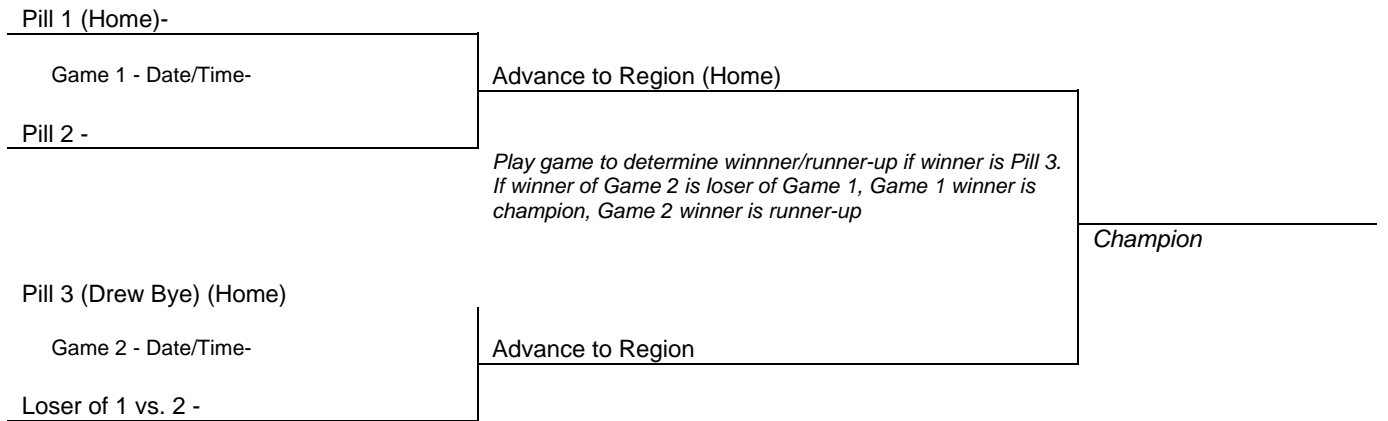 Pill 1 (Home)-
Game 1 - Date/Time-
Advance to Region (Home)
Pill 2 -
Play game to determine winnner/runner-up if winner is Pill 3.
If winner of Game 2 is loser of Game 1, Game 1 winner is
champion, Game 2 winner is runner-up
Champion
Pill 3 (Drew Bye) (Home)
Game 2 - Date/Time-
Advance to Region
Loser of 1 vs. 2 -